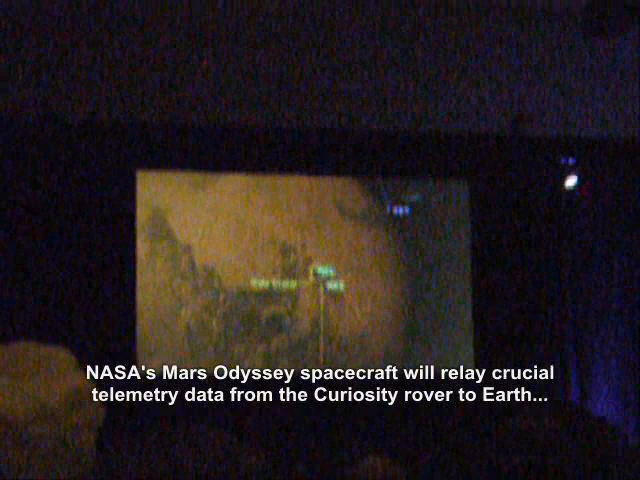 NASA's Mars Odyssey spacecraft will relay crucial
telemetry data from the Curiosity rover to Earth...